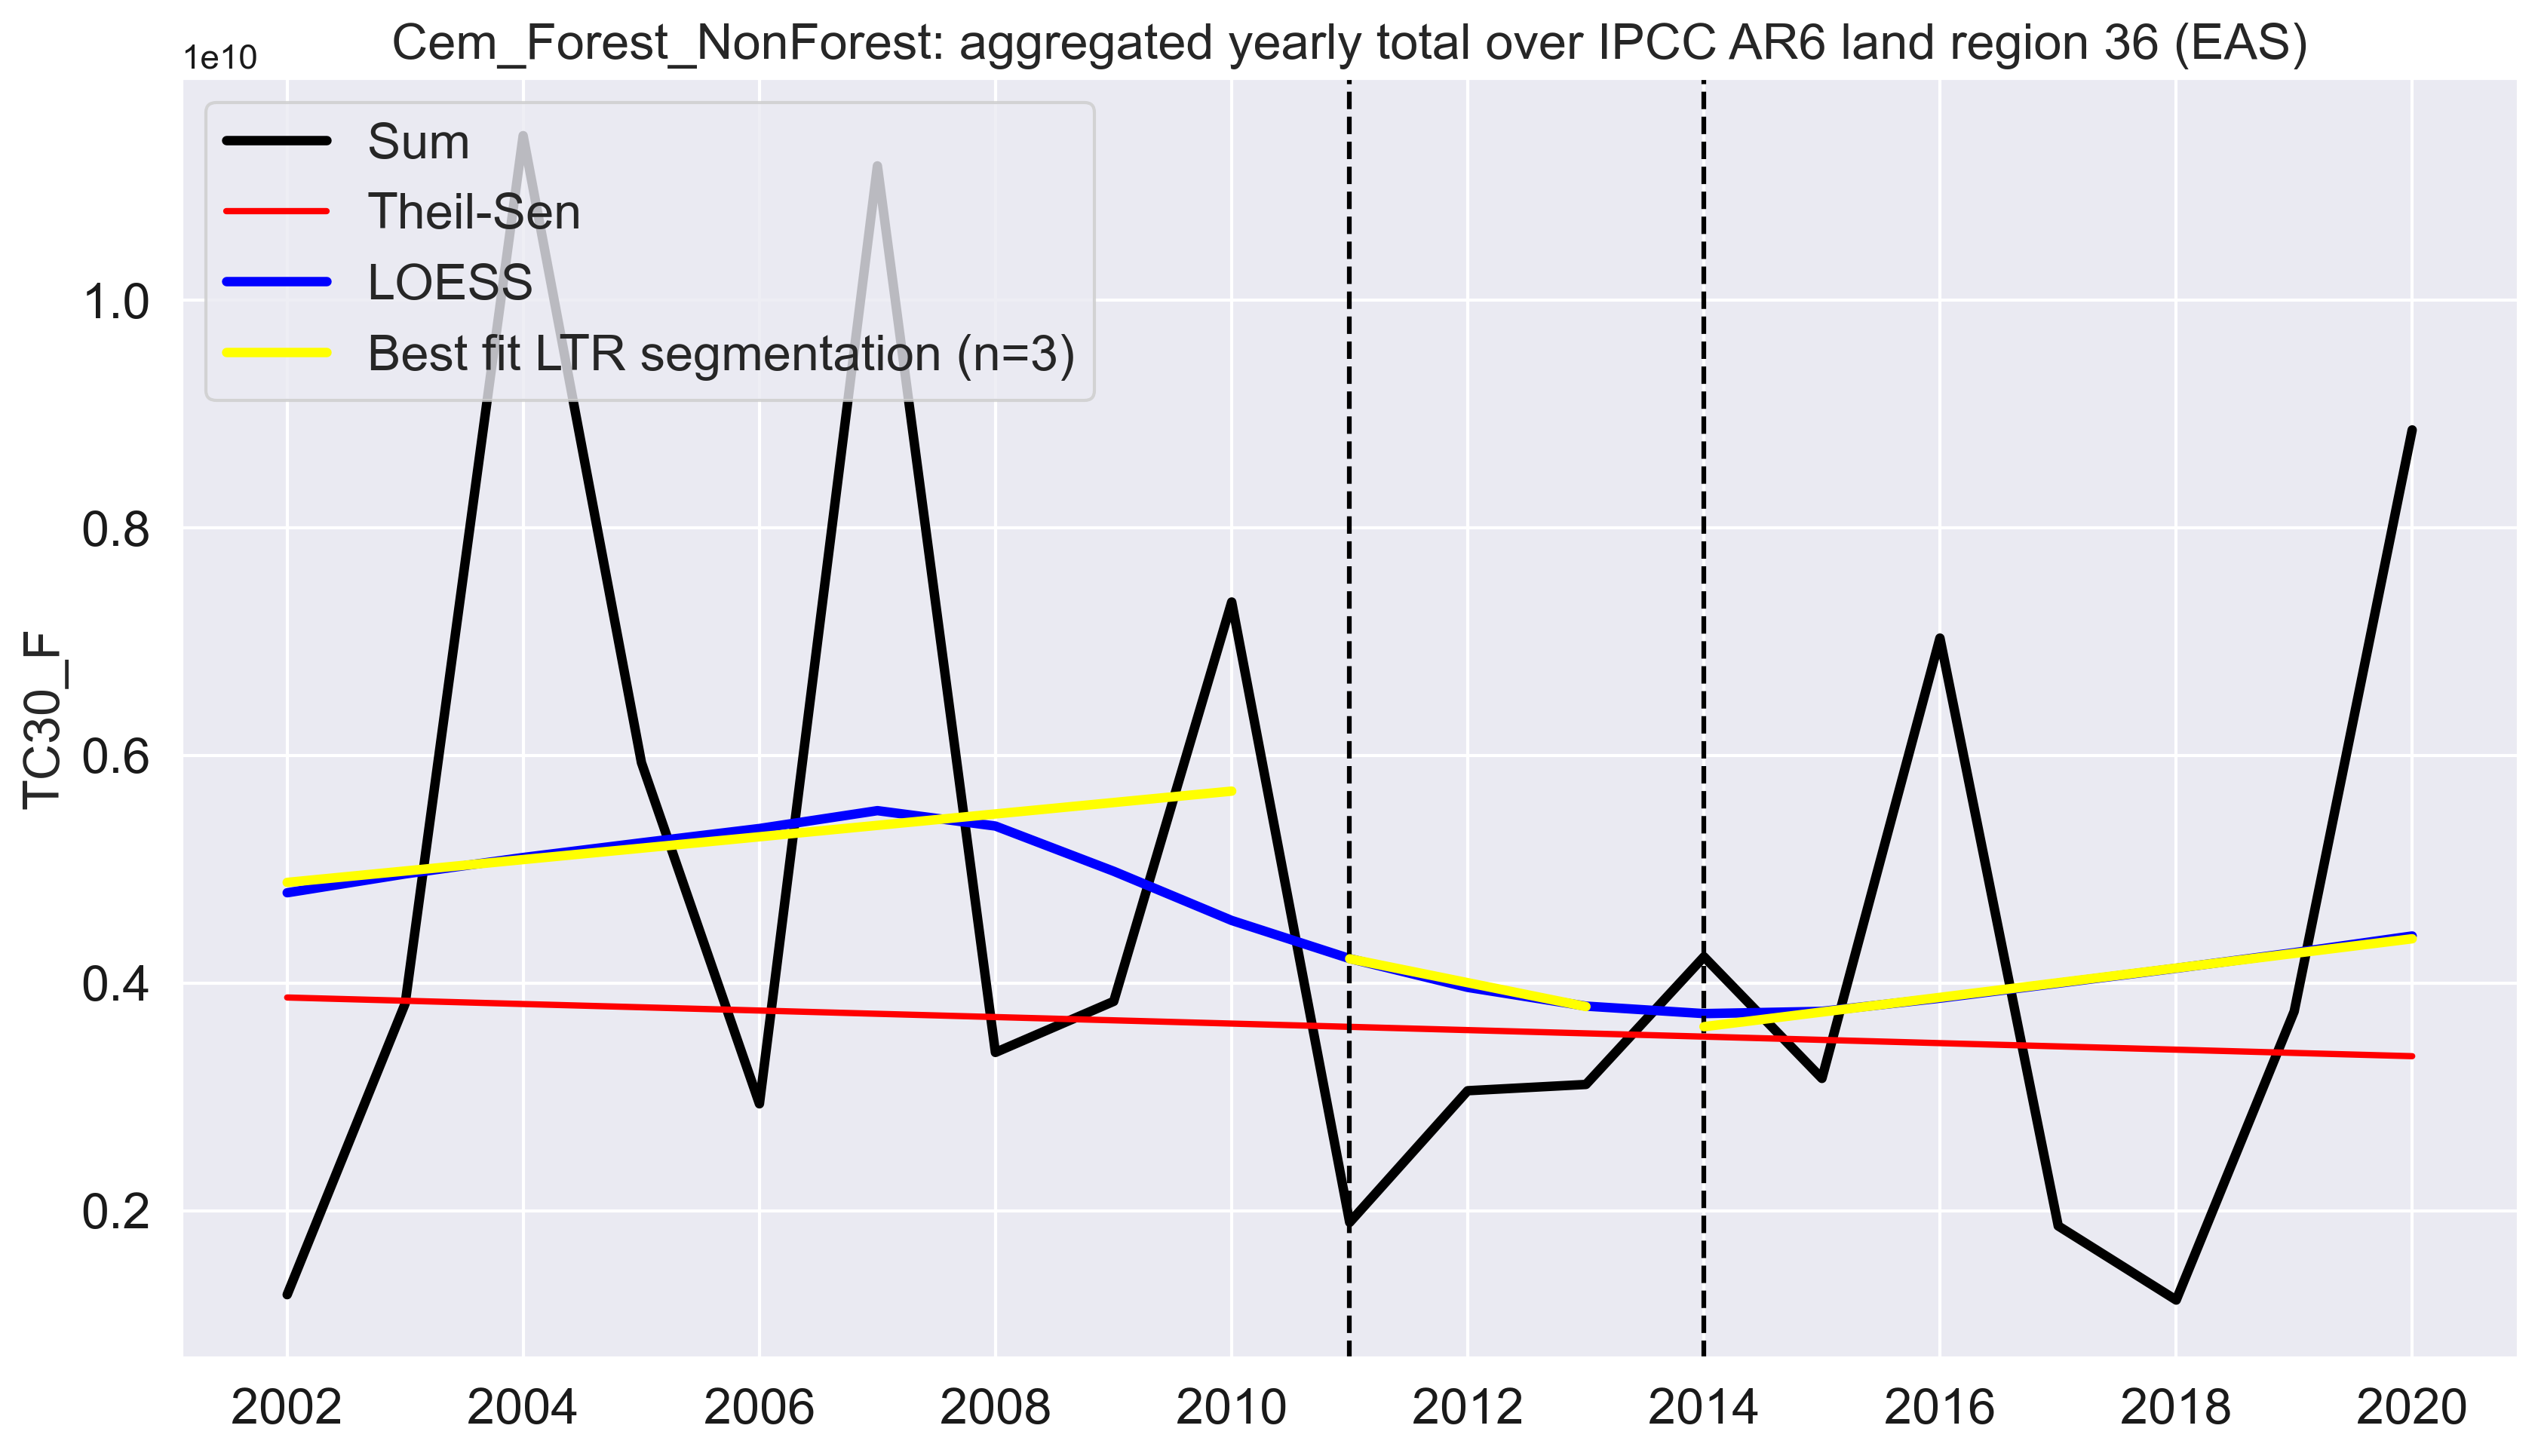 Cem_Forest_NonForest: aggregated yearly total over IPCC AR6 land region 36 (EAS)
1e10
Sum
Theil-Sen
LOESS
Best fit LTR segmentation (n=3)
1.0
0.8
0.6
0.4
0.2
TC30_F
2002 2004 2006 2008 2010 2012 2014 2016 2018 2020